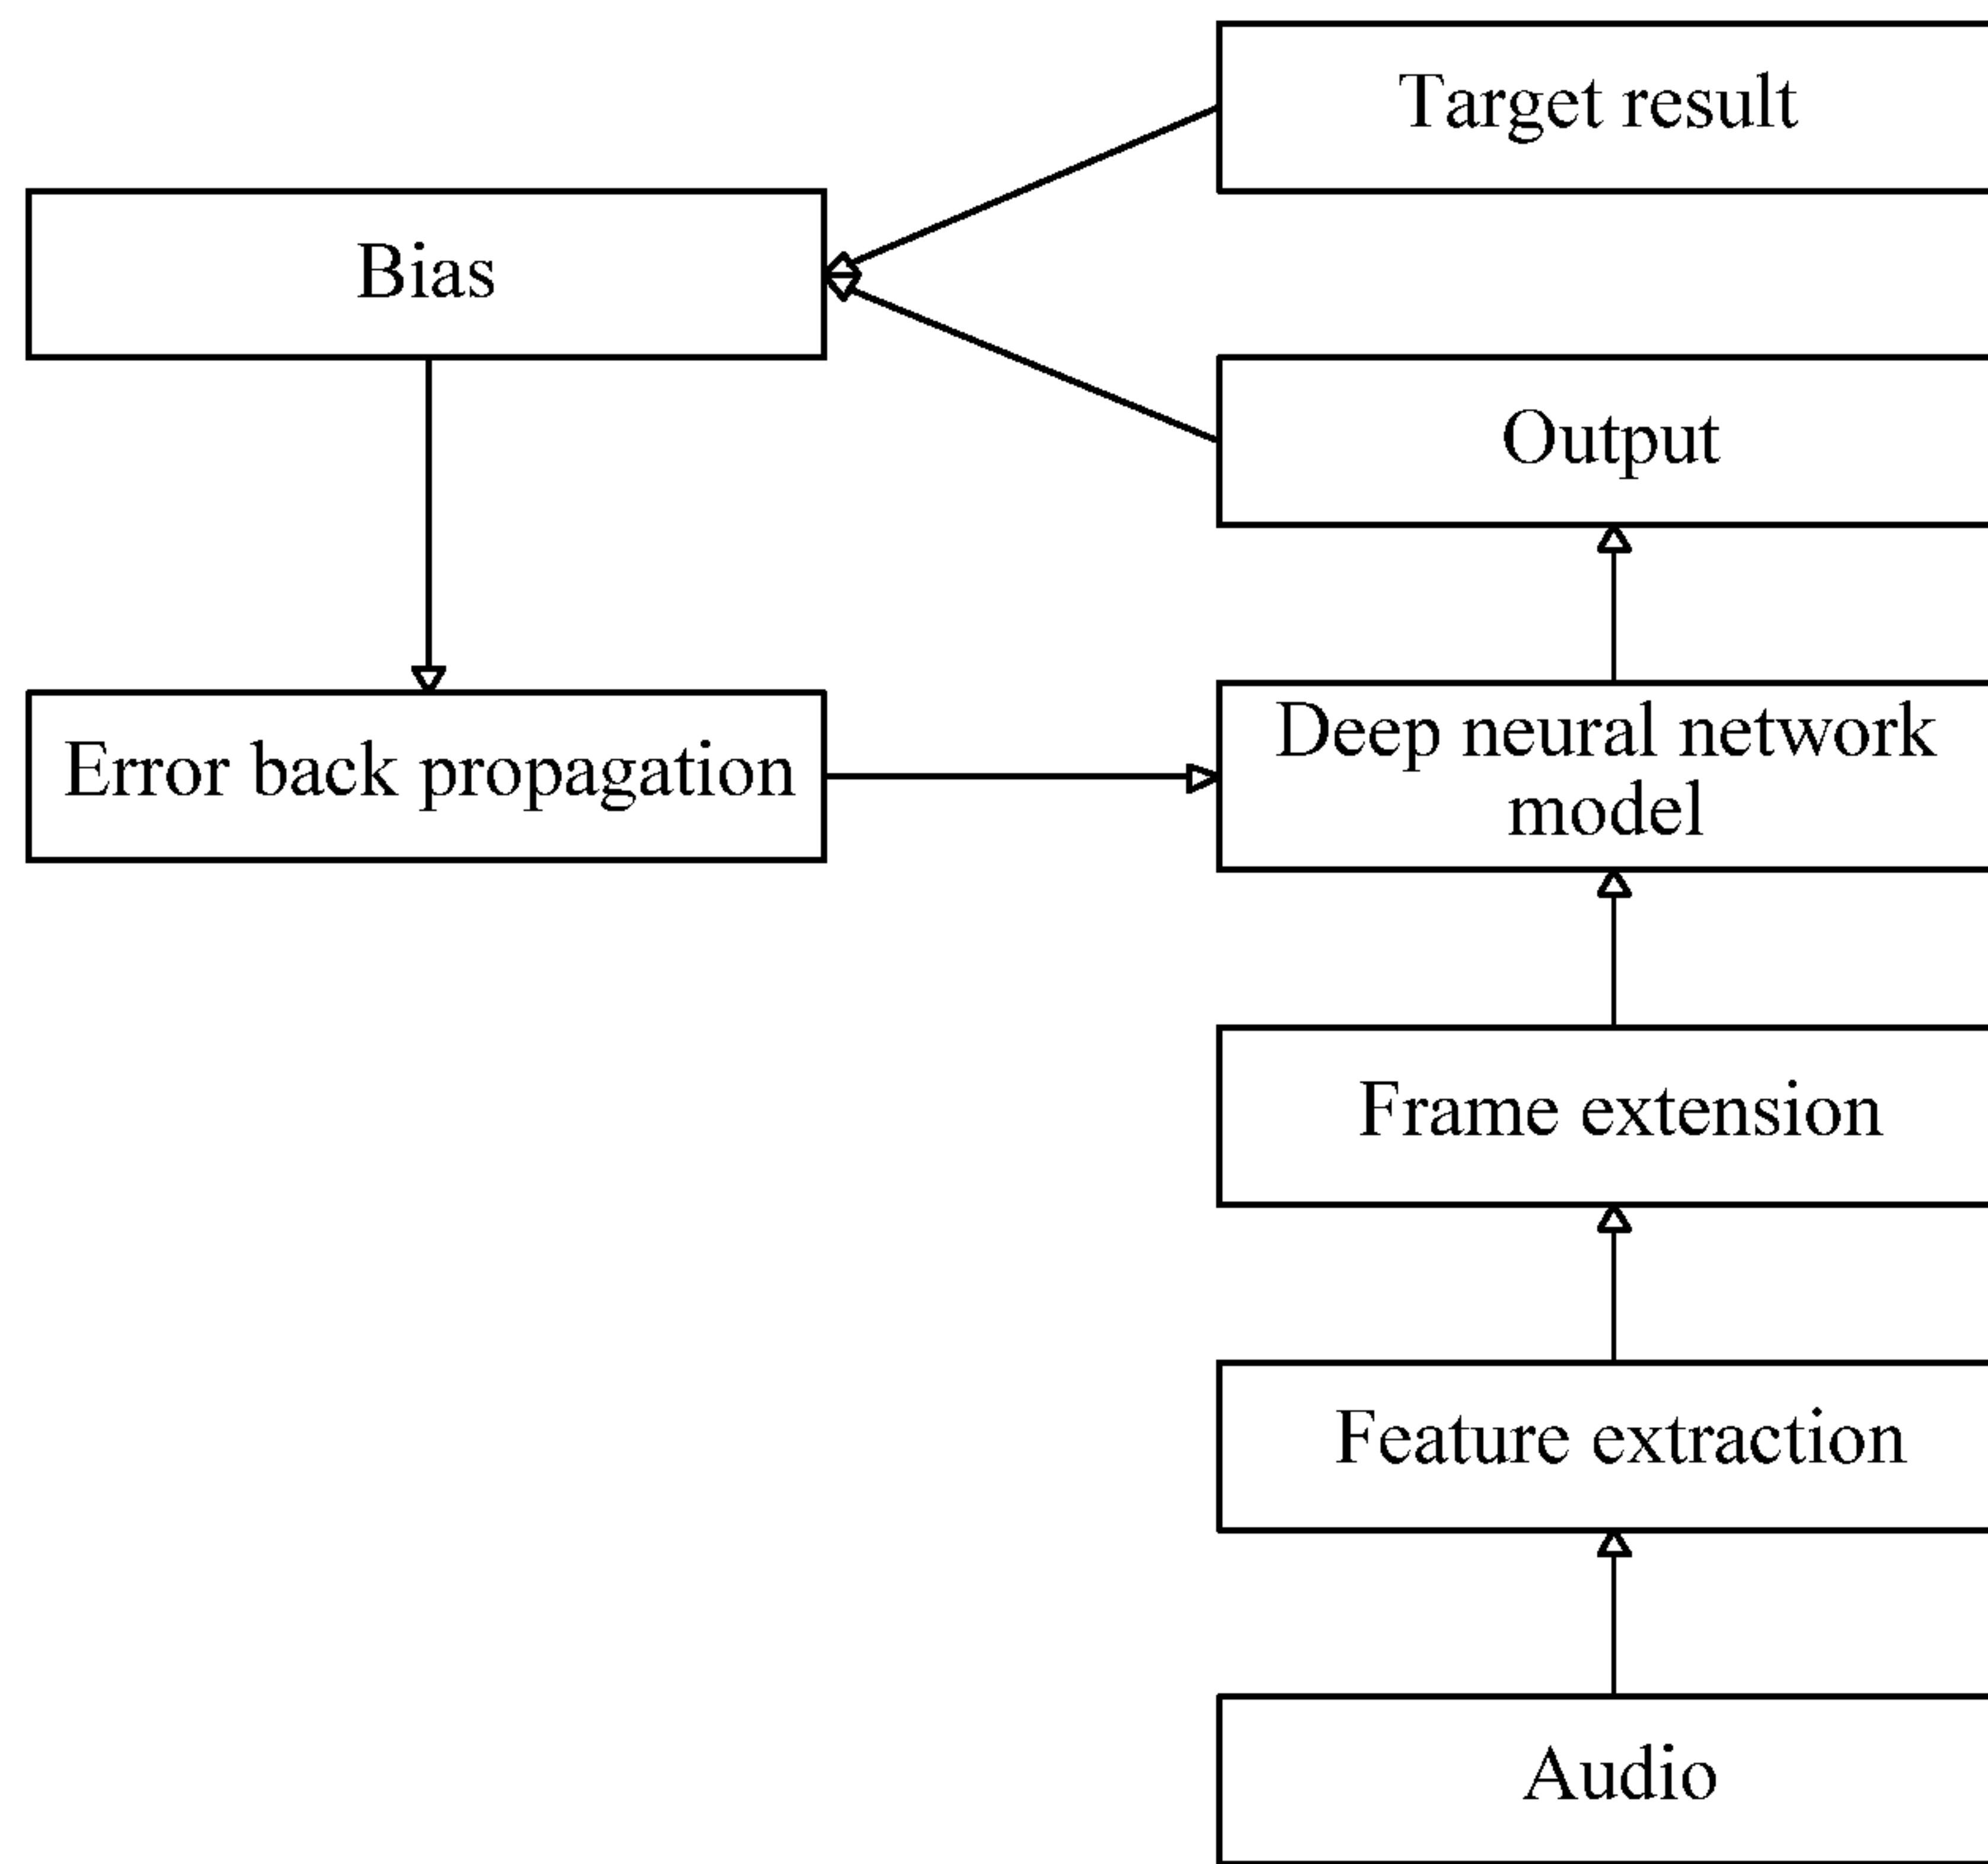 Target result
Bias
Output
Error back propagation
Deep neural network
model
Frame extension
Feature extraction
Audio